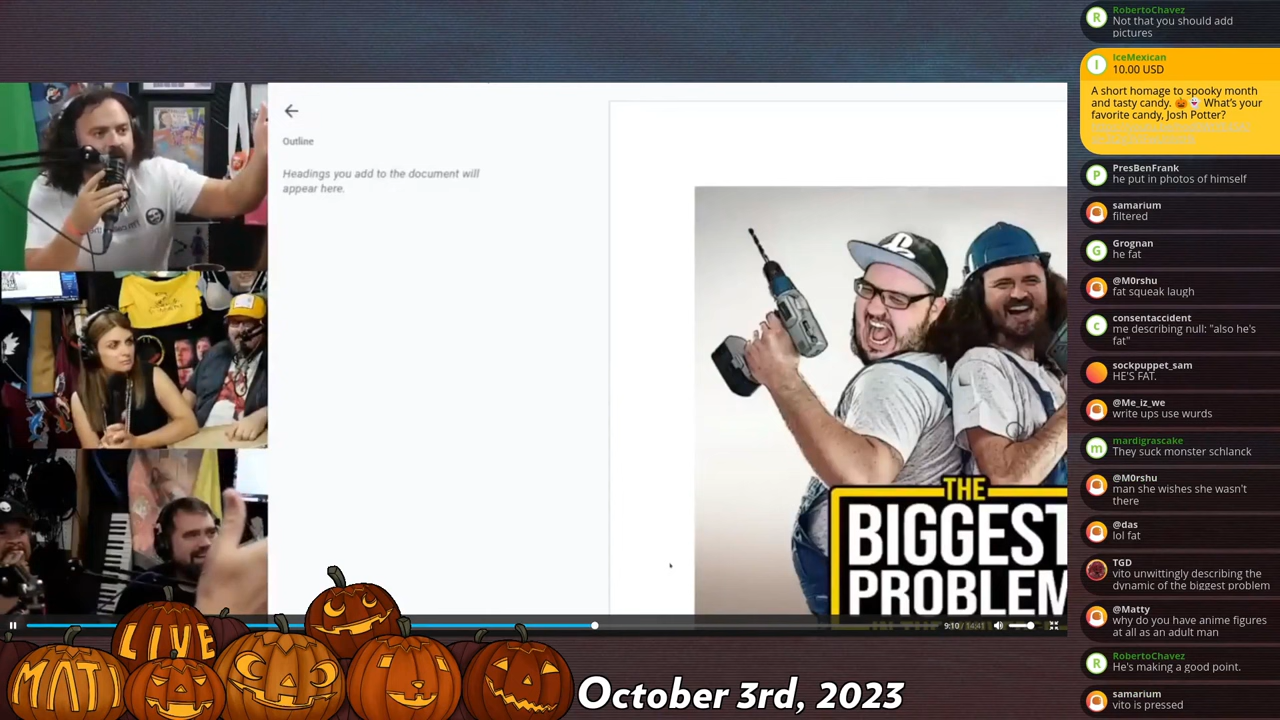 Outline
Headings you add to the document will
appear here.
THE
BIGGEST
PROBLEM
9:10 / 14:41
LIVE
MATI
October 3rd, 2023
RobertoChavez
Not that you should add
pictures
IceMexican
10.00 USD
A short homage to spooky month
and tasty candy. 🎃👻 What's your
favorite candy, Josh Potter?
PresBenFrank
he put in photos of himself
samarium
filtered
Grognan
he fat
@M0rshu
fat squeak laugh
consentaccident
me describing null: "also he's
fat"
sockpuppet_sam
HE'S FAT.
@Me_iz_we
write ups use wurds
mardigrascake
They suck monster schlanck
@M0rshu
man she wishes she wasn't
there
@das
lol fat
TGD
vito unwittingly describing the
dynamic of the biggest problem
@Matty
why do you have anime figures
at all as an adult man
RobertoChavez
He's making a good point.
samarium
vito is pressed